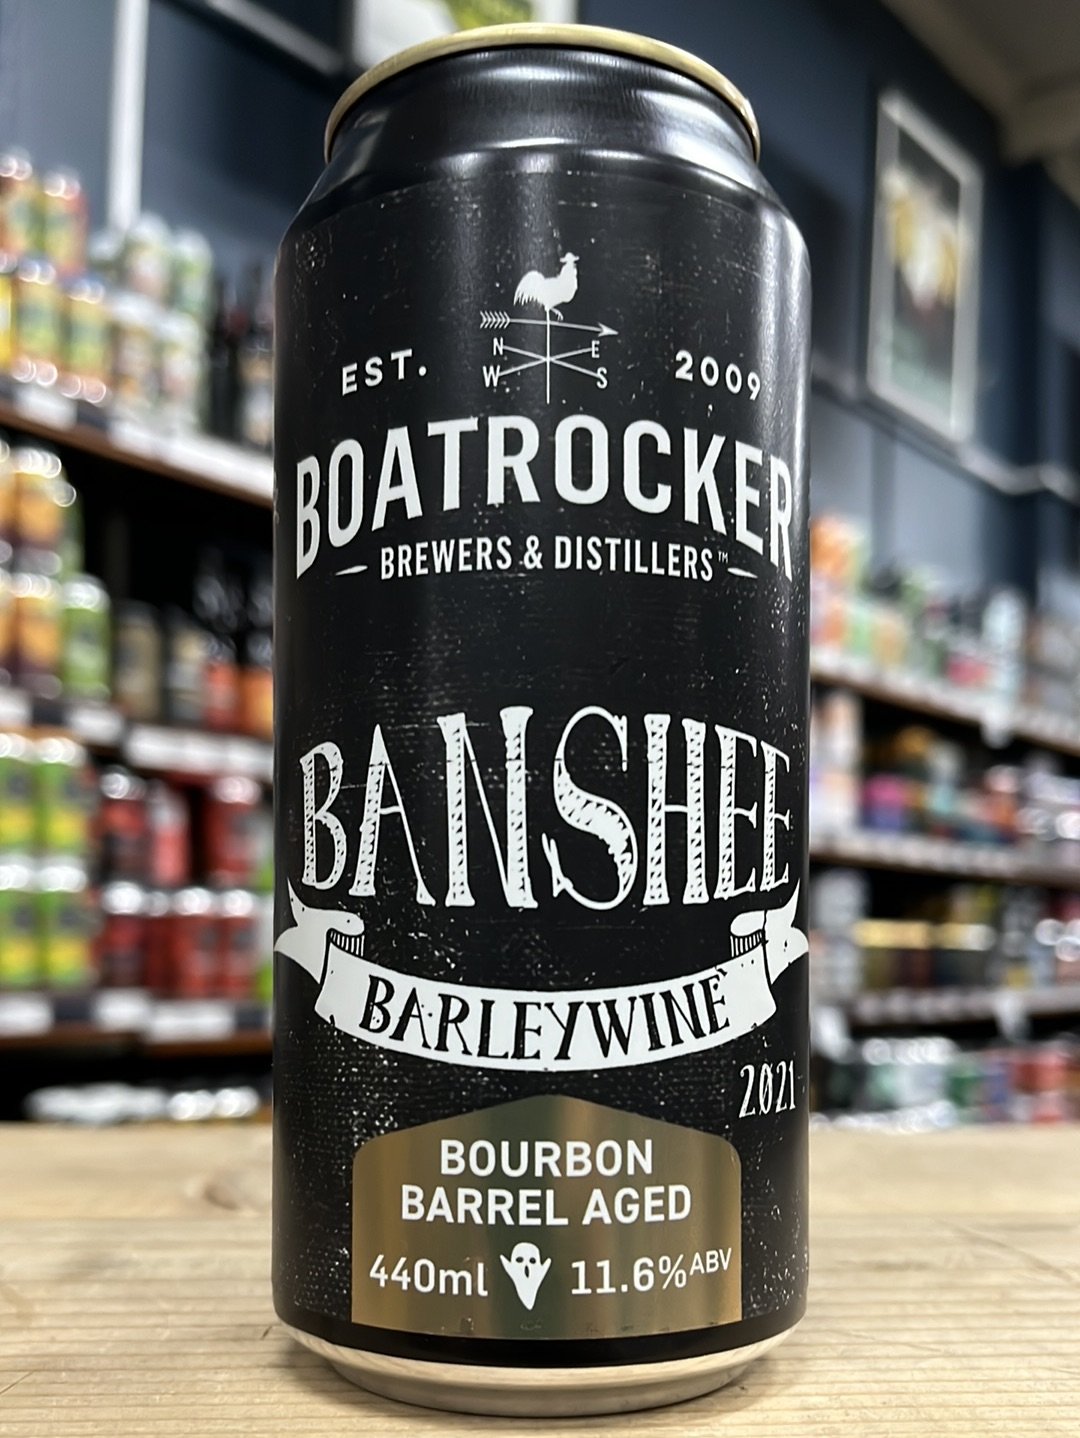 N E
W S
EST. 2009
BOATROCKER
BREWERS & DISTILLERS™
BANSHEE
BARLEYWINE
2021
BOURBON
BARREL AGED
440ml 11.6% ABV